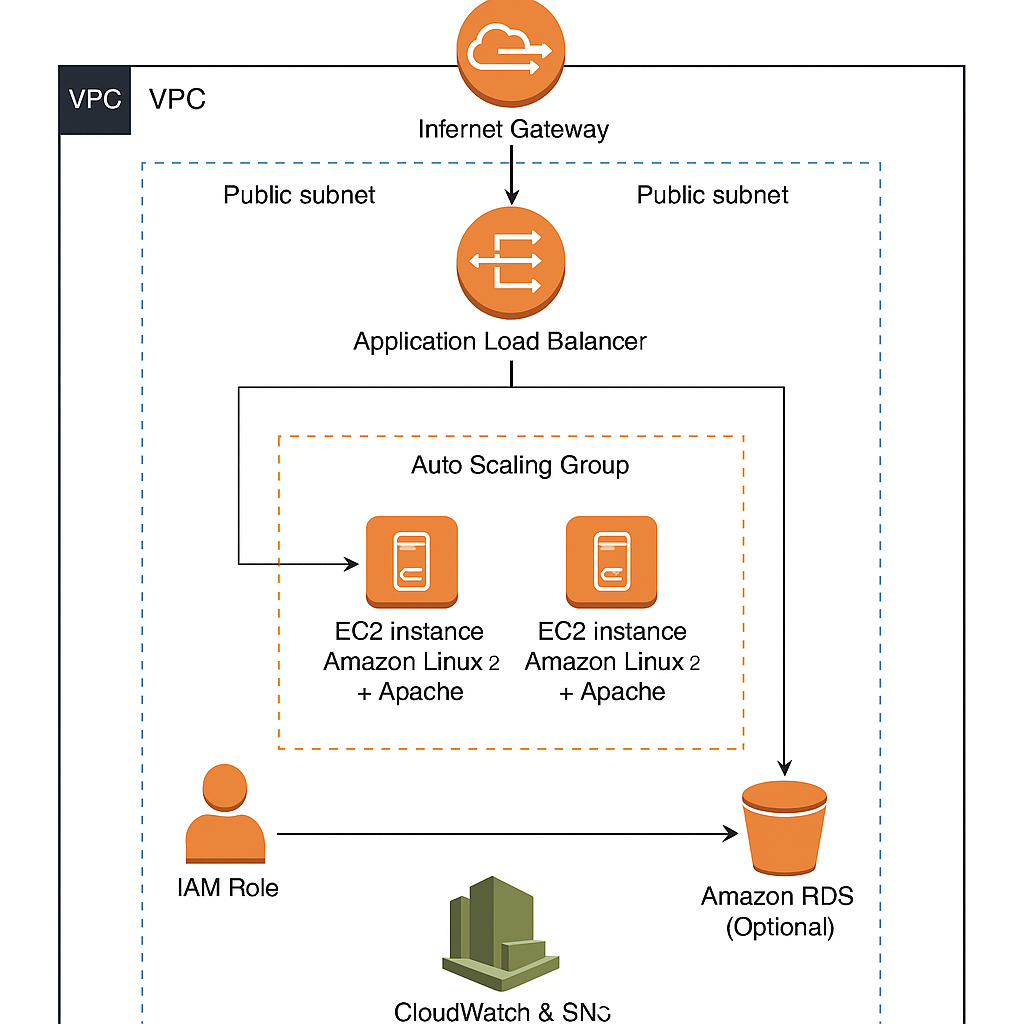 VPC
VPC
Infernet Gateway
Public subnet
Public subnet
Application Load Balancer
Auto Scaling Group
EC2 instance
Amazon Linux 2
+ Apache
EC2 instance
Amazon Linux 2
+ Apache
IAM Role
Amazon RDS
(Optional)
CloudWatch &